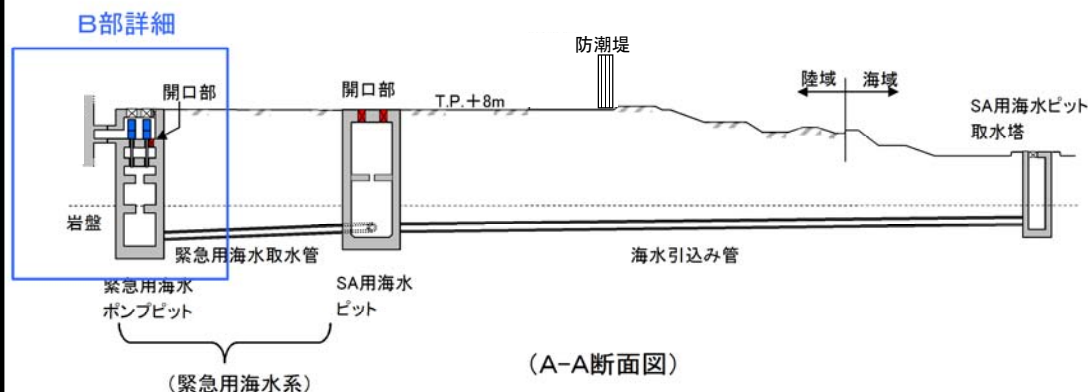 B部詳細
防潮堤
開口部
開口部
T.P.+8m
陸域
海域
SA用海水ピット
取水塔
岩盤
緊急用海水取水管
海水引込み管
緊急用海水
ポンプピット
SA用海水
ピット
(A-A断面図)
(緊急用海水系)